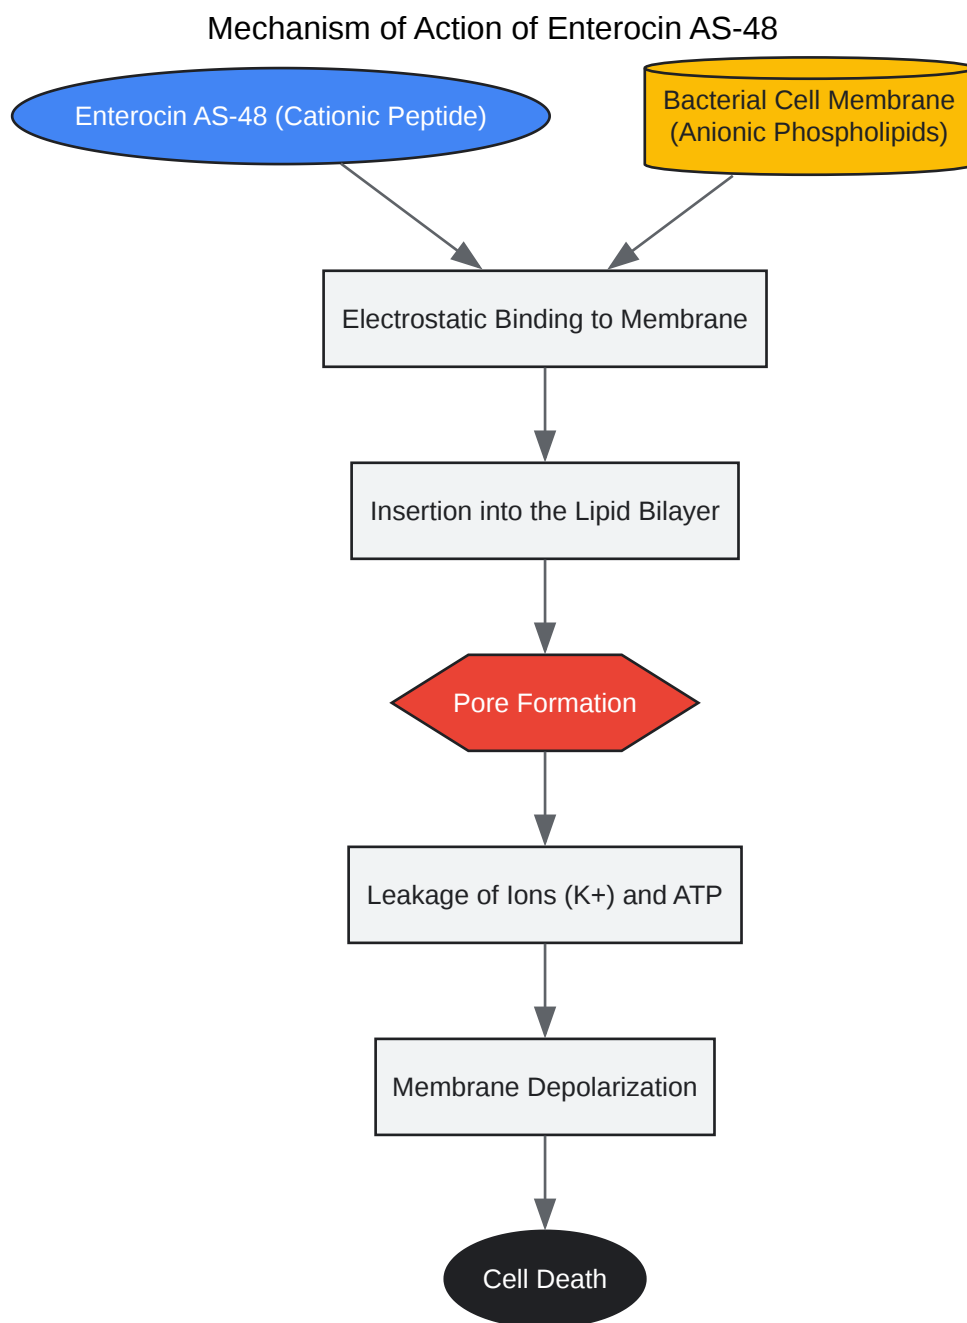 Mechanism of Action of Enterocin AS-48
Enterocin AS-48 (Cationic Peptide)
Bacterial Cell Membrane
(Anionic Phospholipids)
Electrostatic Binding to Membrane
Insertion into the Lipid Bilayer
Pore Formation
Leakage of Ions (K+) and ATP
Membrane Depolarization
Cell Death